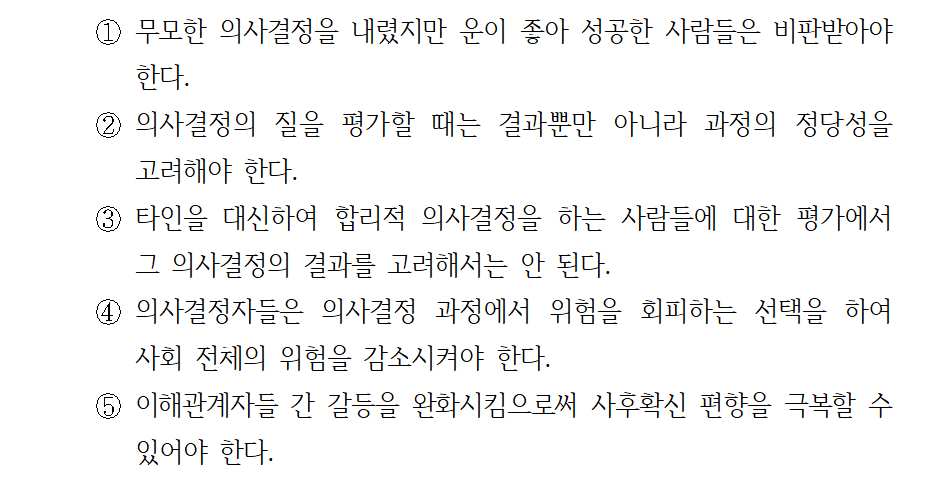 ① 무모한 의사결정을 내렸지만 운이 좋아 성공한 사람들은 비판받아야
한다.
② 의사결정의 질을 평가할 때는 결과뿐만 아니라 과정의 정당성을
고려해야 한다.
③ 타인을 대신하여 합리적 의사결정을 하는 사람들에 대한 평가에서
그 의사결정의 결과를 고려해서는 안 된다.
④ 의사결정자들은 의사결정 과정에서 위험을 회피하는 선택을 하여
사회 전체의 위험을 감소시켜야 한다.
⑤ 이해관계자들 간 갈등을 완화시킴으로써 사후확신 편향을 극복할 수
있어야 한다.